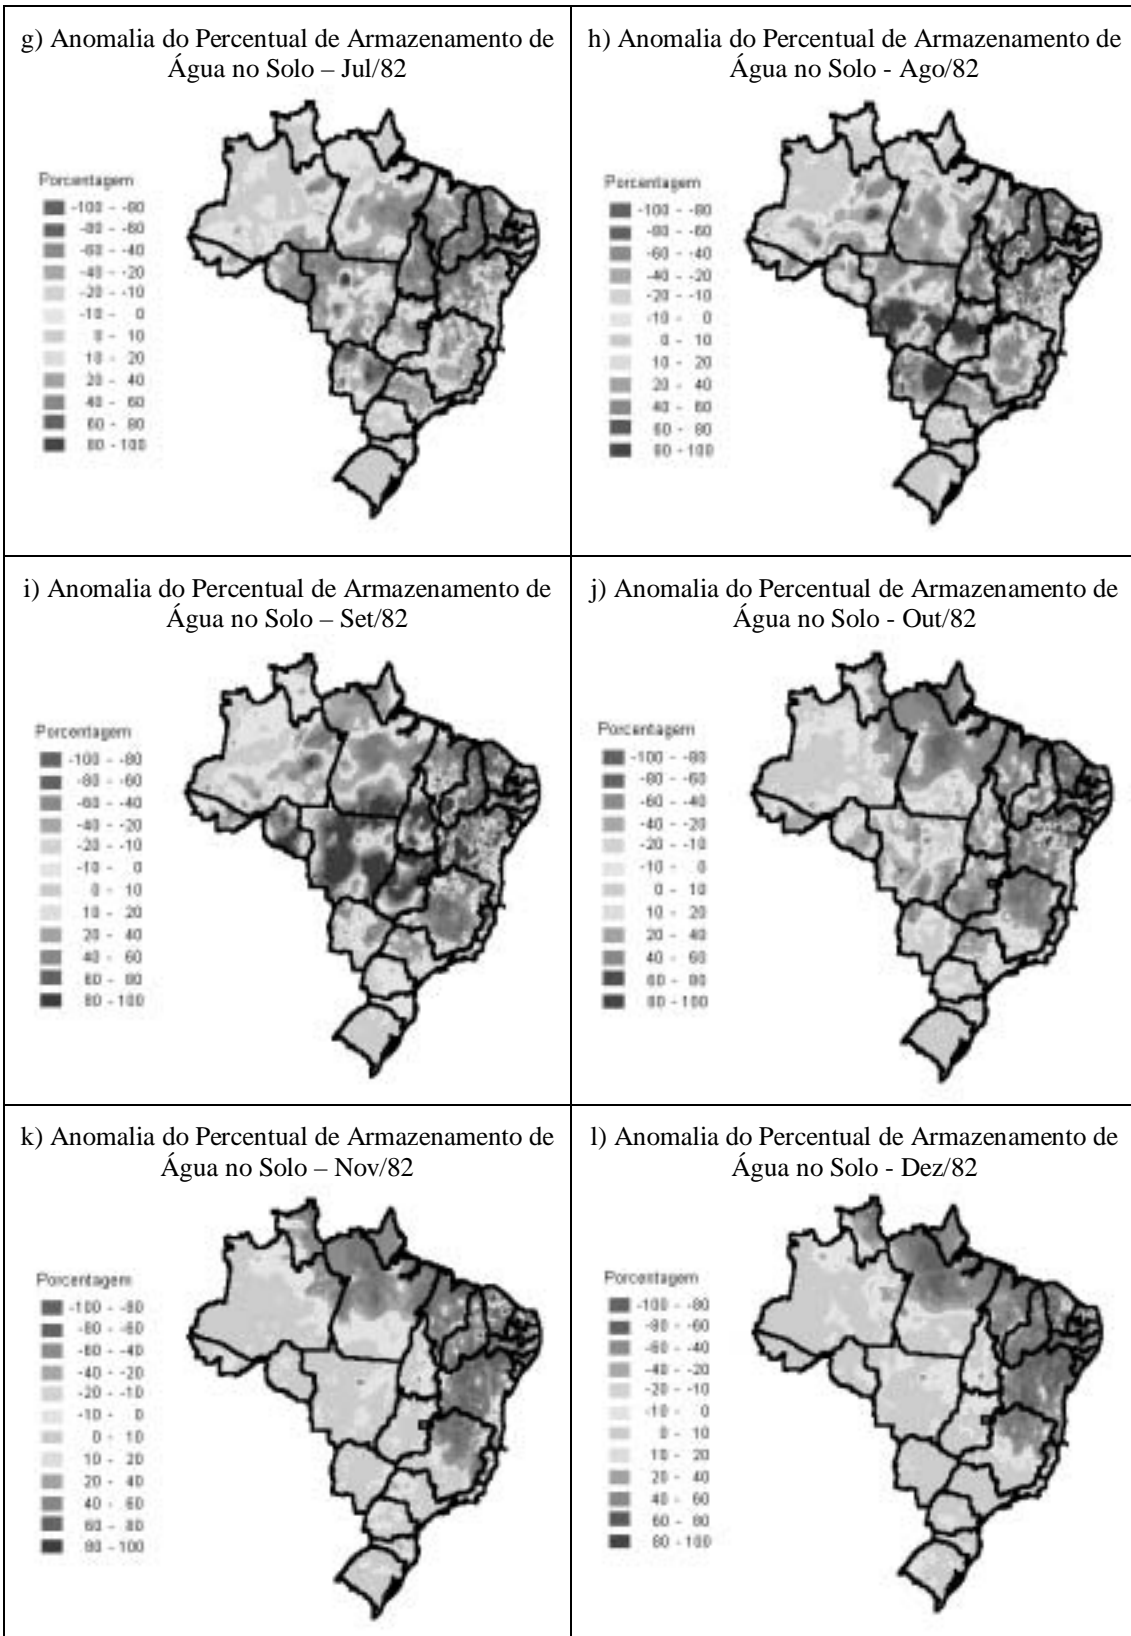 g) Anomalia do Percentual de Armazenamento de
Água no Solo – Jul/82
Porcentagem
-100 - -80
-80 - -60
-60 - -40
-40 - -20
-20 - -10
-10 - 0
0 - 10
10 - 20
20 - 40
40 - 60
60 - 80
80 - 100
h) Anomalia do Percentual de Armazenamento de
Água no Solo - Ago/82
Porcentagem
-100 - -80
-80 - -60
-60 - -40
-40 - -20
-20 - -10
-10 - 0
0 - 10
10 - 20
20 - 40
40 - 60
60 - 80
80 - 100
i) Anomalia do Percentual de Armazenamento de
Água no Solo – Set/82
Porcentagem
-100 - -80
-80 - -60
-60 - -40
-40 - -20
-20 - -10
-10 - 0
0 - 10
10 - 20
20 - 40
40 - 60
60 - 80
80 - 100
j) Anomalia do Percentual de Armazenamento de
Água no Solo - Out/82
Porcentagem
-100 - -80
-80 - -60
-60 - -40
-40 - -20
-20 - -10
-10 - 0
0 - 10
10 - 20
20 - 40
40 - 60
60 - 80
80 - 100
k) Anomalia do Percentual de Armazenamento de
Água no Solo – Nov/82
Porcentagem
-100 - -80
-80 - -60
-60 - -40
-40 - -20
-20 - -10
-10 - 0
0 - 10
10 - 20
20 - 40
40 - 60
60 - 80
80 - 100
l) Anomalia do Percentual de Armazenamento de
Água no Solo - Dez/82
Porcentagem
-100 - -80
-80 - -60
-60 - -40
-40 - -20
-20 - -10
-10 - 0
0 - 10
10 - 20
20 - 40
40 - 60
60 - 80
80 - 100